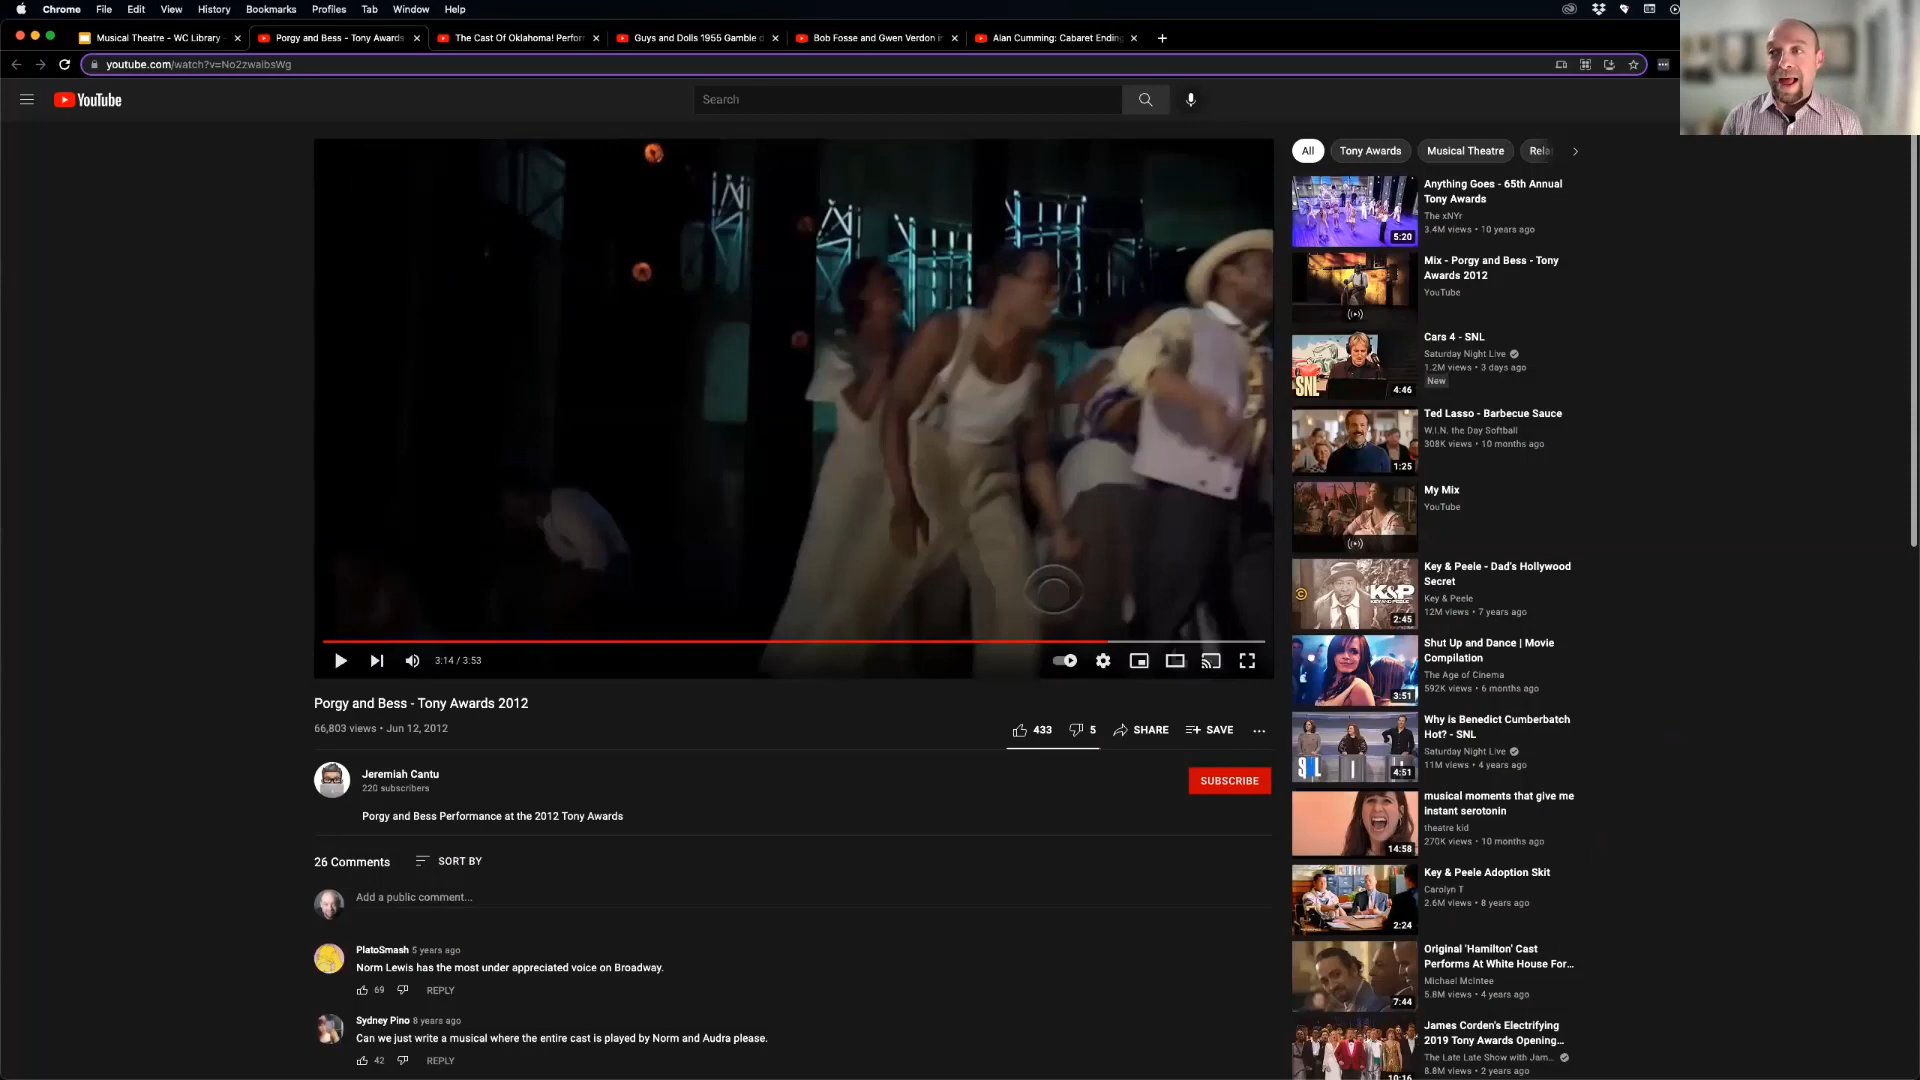 Chrome File Edit View History Bookmarks Profiles Tab Window Help
Musical Theatre - WC Library
Porgy and Bess - Tony Awards
The Cast Of Oklahoma! Perfor
Guys and Dolls 1955 Gamble
Bob Fosse and Gwen Verdon i
Alan Cumming: Cabaret Ending
youtube.com/watch?v=No2zwaibsWg
YouTube
Search
All
Tony Awards
Musical Theatre
Rela
3:14 / 3:53
Porgy and Bess - Tony Awards 2012
66,803 views • Jun 12, 2012
433
5
SHARE
SAVE
Jeremiah Cantu
220 subscribers
SUBSCRIBE
Porgy and Bess Performance at the 2012 Tony Awards
26 Comments
SORT BY
Add a public comment...
PlatoSmash 5 years ago
Norm Lewis has the most under appreciated voice on Broadway.
69
REPLY
Sydney Pino 8 years ago
Can we just write a musical where the entire cast is played by Norm and Audra please.
42
REPLY
Anything Goes - 65th Annual
Tony Awards
The xNYr
3.4M views • 10 years ago
5:20
Mix - Porgy and Bess - Tony
Awards 2012
YouTube
Cars 4 - SNL
Saturday Night Live
1.2M views • 3 days ago
New
SNL
4:46
Ted Lasso - Barbecue Sauce
W.I.N. the Day Softball
308K views • 10 months ago
1:25
My Mix
YouTube
Key & Peele - Dad's Hollywood
Secret
Key & Peele
12M views • 7 years ago
K&P
2:45
Shut Up and Dance | Movie
Compilation
The Age of Cinema
592K views • 6 months ago
3:51
Why is Benedict Cumberbatch
Hot? - SNL
Saturday Night Live
11M views • 4 years ago
4:51
musical moments that give me
instant serotonin
theatre kid
270K views • 10 months ago
14:58
Key & Peele Adoption Skit
Carolyn T
2.6M views • 8 years ago
2:24
Original 'Hamilton' Cast
Performs At White House For...
Michael McIntee
5.8M views • 4 years ago
7:44
James Corden's Electrifying
2019 Tony Awards Opening...
The Late Late Show with Jam...
8.8M views • 2 years ago
10:16